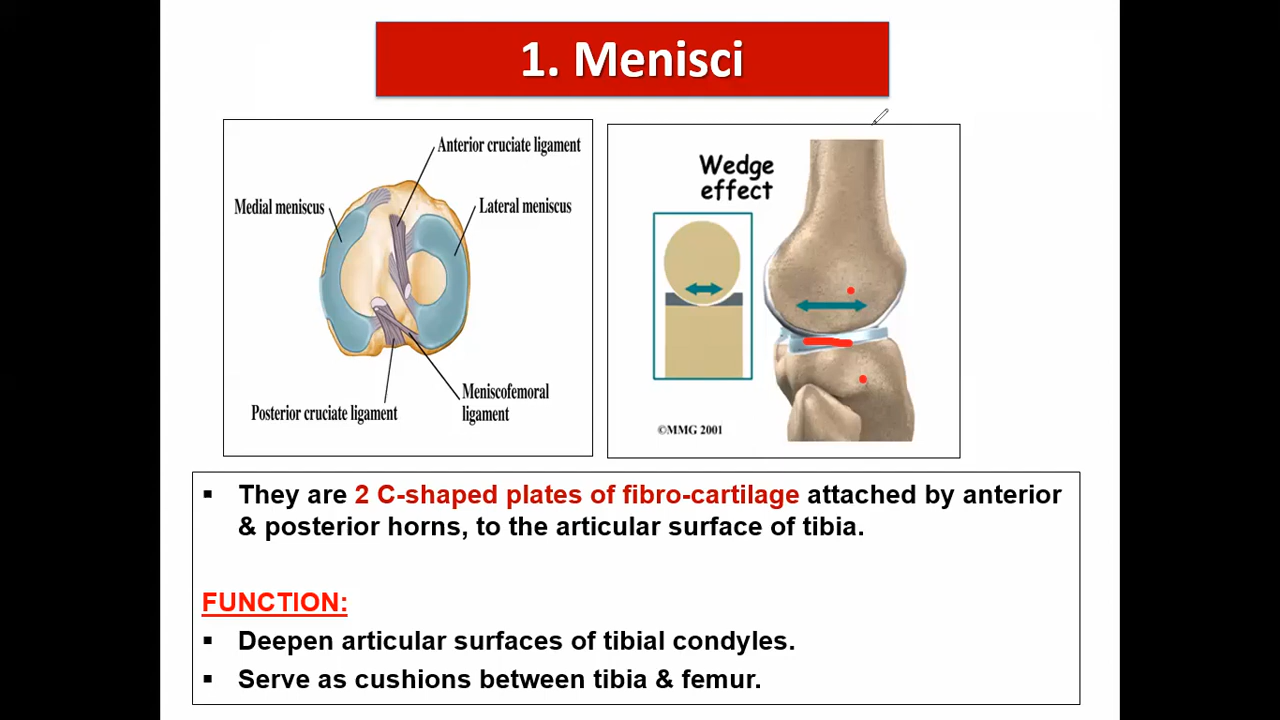 1. Menisci
Anterior cruciate ligament
Medial meniscus
Lateral meniscus
Posterior cruciate ligament
Meniscofemoral
ligament
Wedge
effect
©MMG 2001
▪ They are 2 C-shaped plates of fibro-cartilage attached by anterior
& posterior horns, to the articular surface of tibia.
FUNCTION:
▪ Deepen articular surfaces of tibial condyles.
▪ Serve as cushions between tibia & femur.